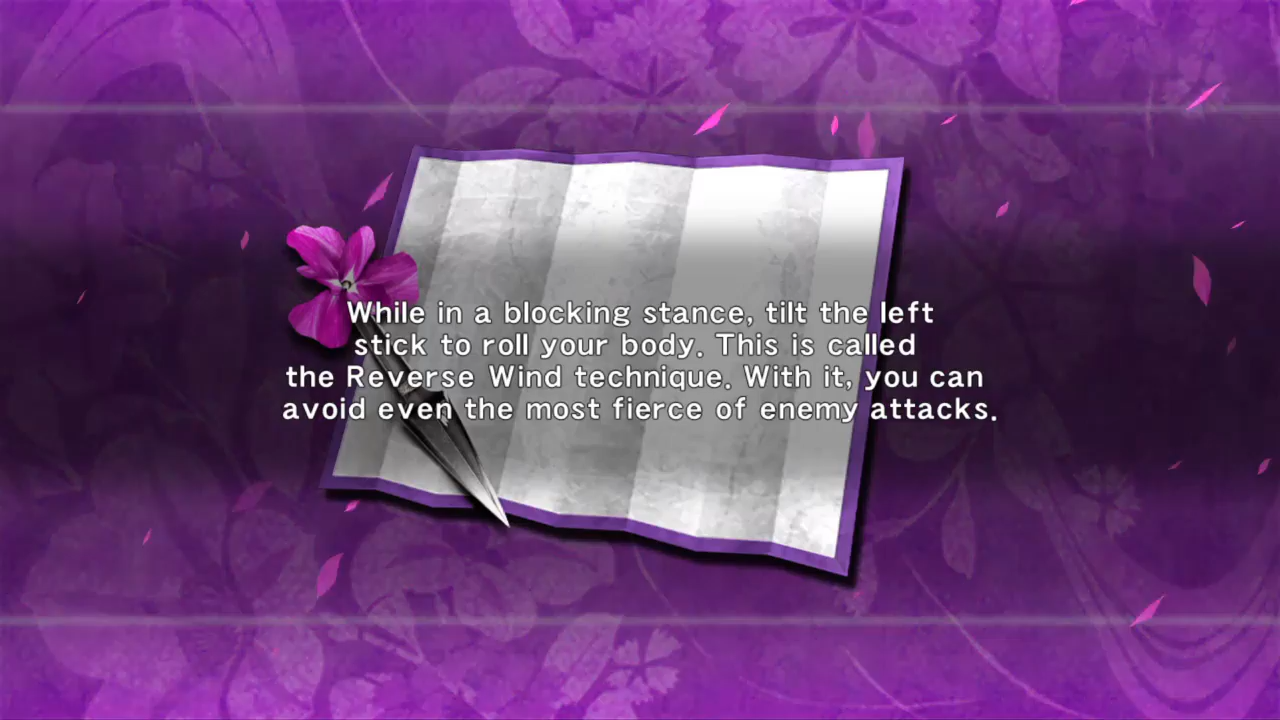 While in a blocking stance, tilt the left
stick to roll your body. This is called
the Reverse Wind technique. With it, you can
avoid even the most fierce of enemy attacks.